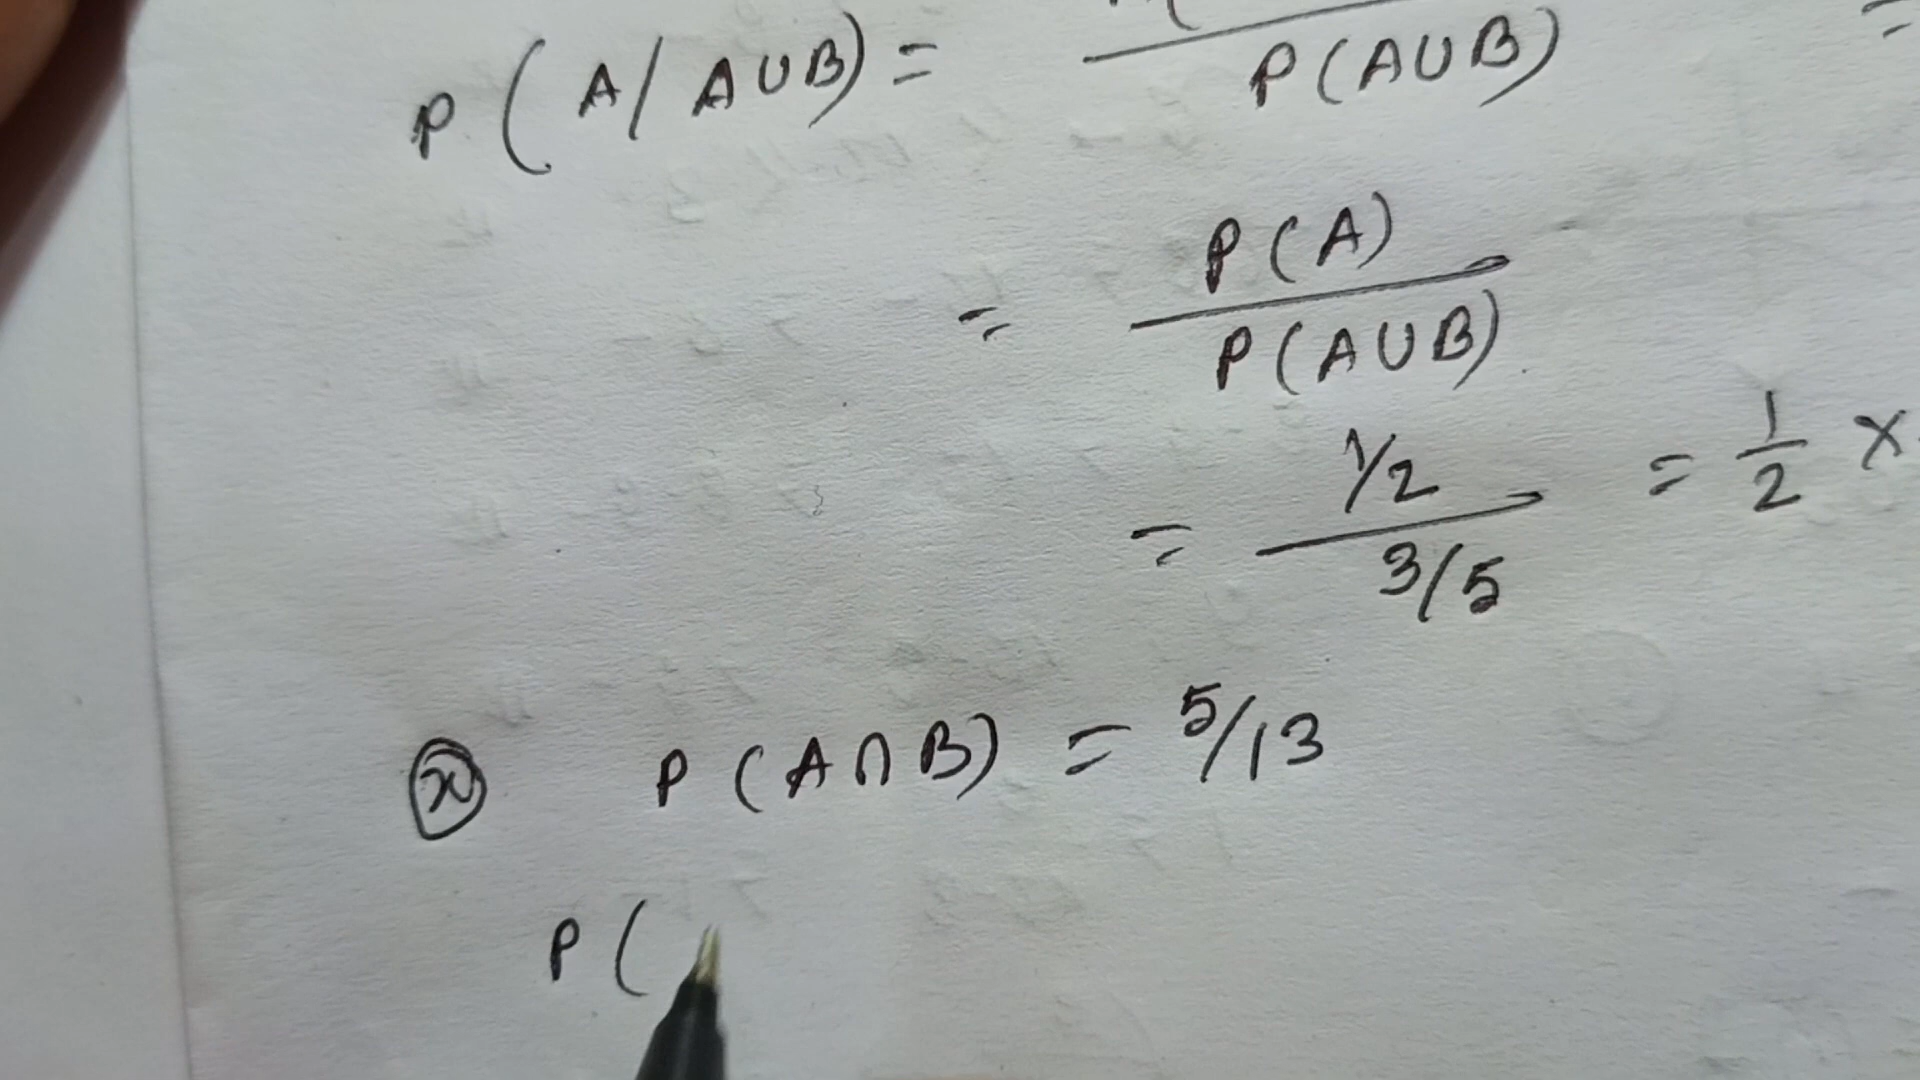 P ( A / A∪B) = P(A∪B) =
= P(A) / P(A∪B)
= 1/2 / 3/5 = 1/2 ×
x P (A∩B) = 5/13
P (